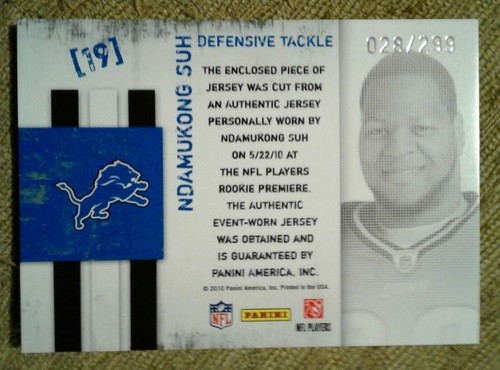 [19]
NDAMUKONG SUH
DEFENSIVE TACKLE
028/299
THE ENCLOSED PIECE OF
JERSEY WAS CUT FROM
AN AUTHENTIC JERSEY
PERSONALLY WORN BY
NDAMUKONG SUH
ON 5/22/10 AT
THE NFL PLAYERS
ROOKIE PREMIERE.
THE AUTHENTIC
EVENT-WORN JERSEY
WAS OBTAINED AND
IS GUARANTEED BY
PANINI AMERICA, INC.
© 2010 Panini America, Inc. Printed in the USA.
NFL
PANINI
NFL PLAYERS